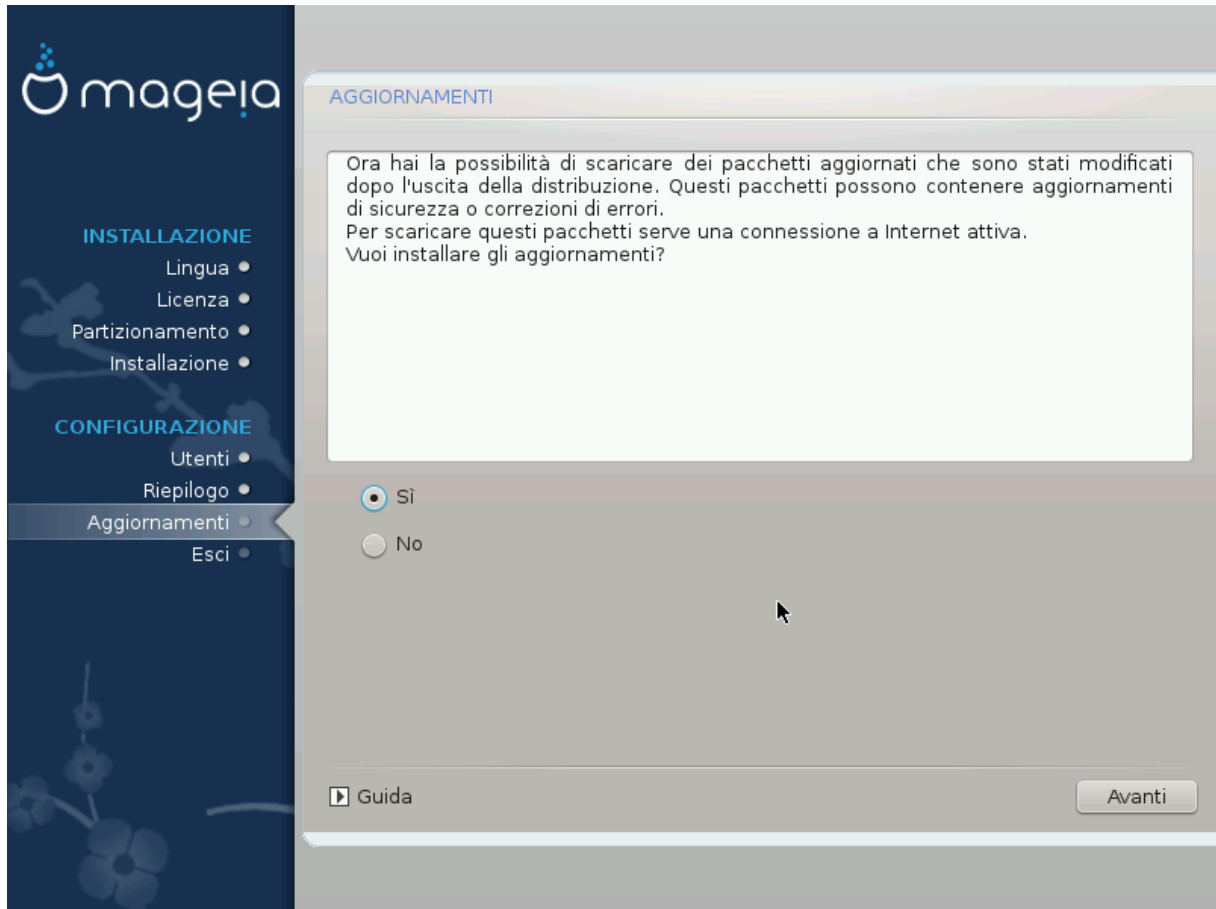 mageia
INSTALLAZIONE
Lingua
Licenza
Partizionamento
Installazione
CONFIGURAZIONE
Utenti
Riepilogo
Aggiornamenti
Esci
AGGIORNAMENTI
Ora hai la possibilità di scaricare dei pacchetti aggiornati che sono stati modificati
dopo l'uscita della distribuzione. Questi pacchetti possono contenere aggiornamenti
di sicurezza o correzioni di errori.
Per scaricare questi pacchetti serve una connessione a Internet attiva.
Vuoi installare gli aggiornamenti?
Sì
No
Guida
Avanti